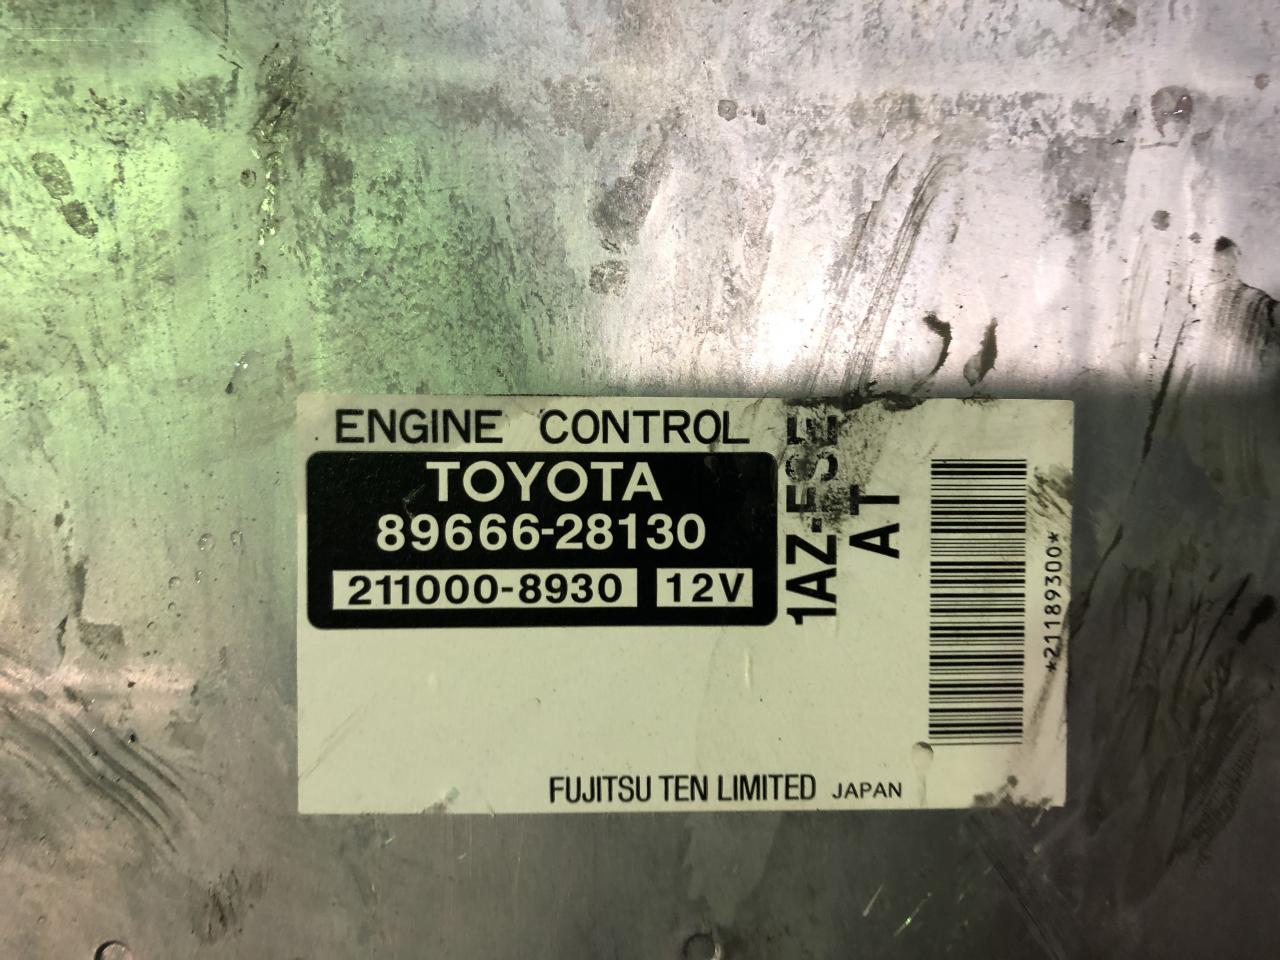 ENGINE CONTROL
TOYOTA
89666-28130
211000-8930 12V
1AZ-FSE
AT
*21189300*
FUJITSU TEN LIMITED JAPAN